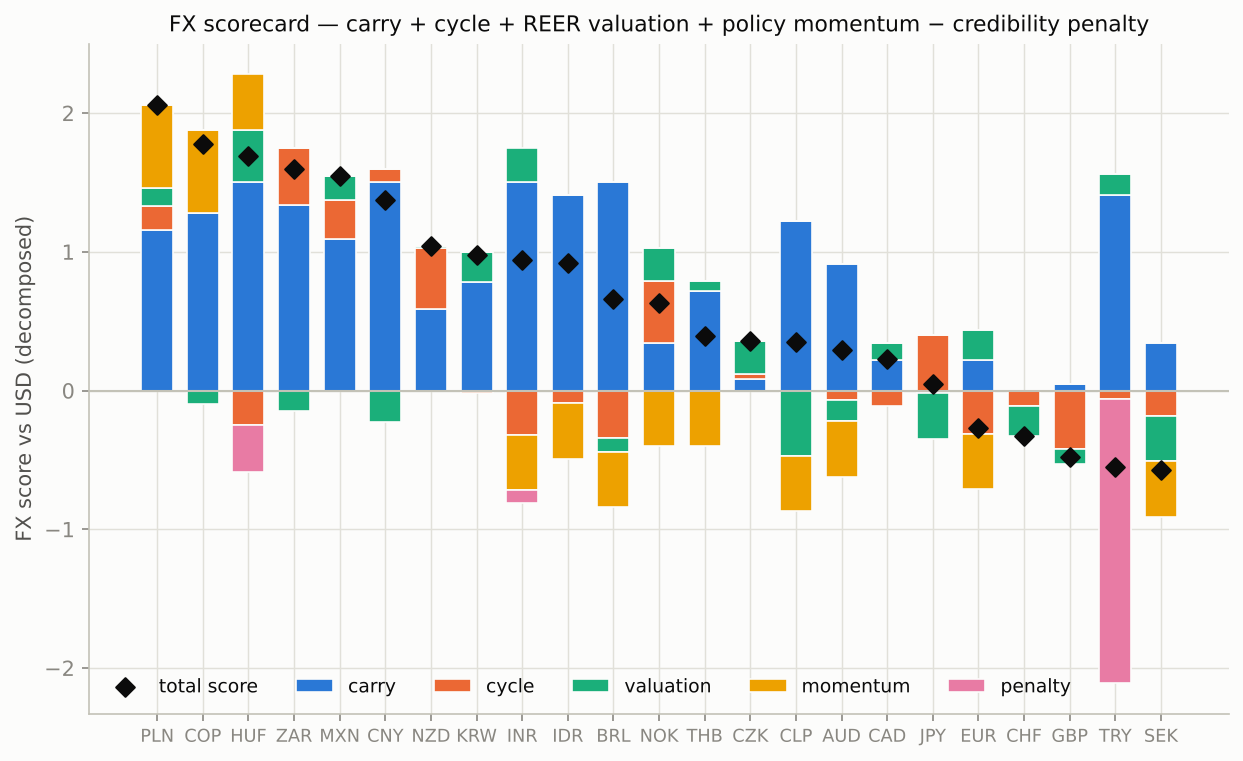 FX scorecard — carry + cycle + REER valuation + policy momentum − credibility penalty
FX score vs USD (decomposed)
2
1
0
−1
−2
total score carry cycle valuation momentum penalty
PLN COP HUF ZAR MXN CNY NZD KRW INR IDR BRL NOK THB CZK CLP AUD CAD JPY EUR CHF GBP TRY SEK